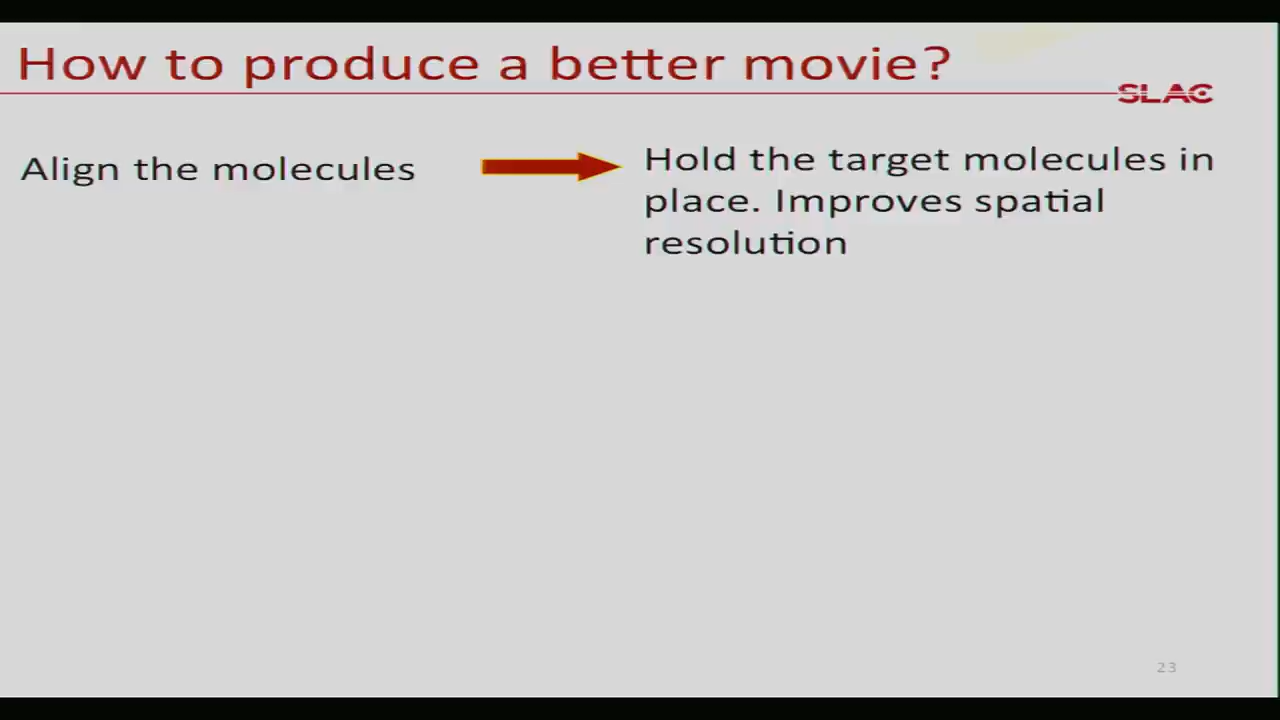 How to produce a better movie?
SLAC
Align the molecules
Hold the target molecules in
place. Improves spatial
resolution
23